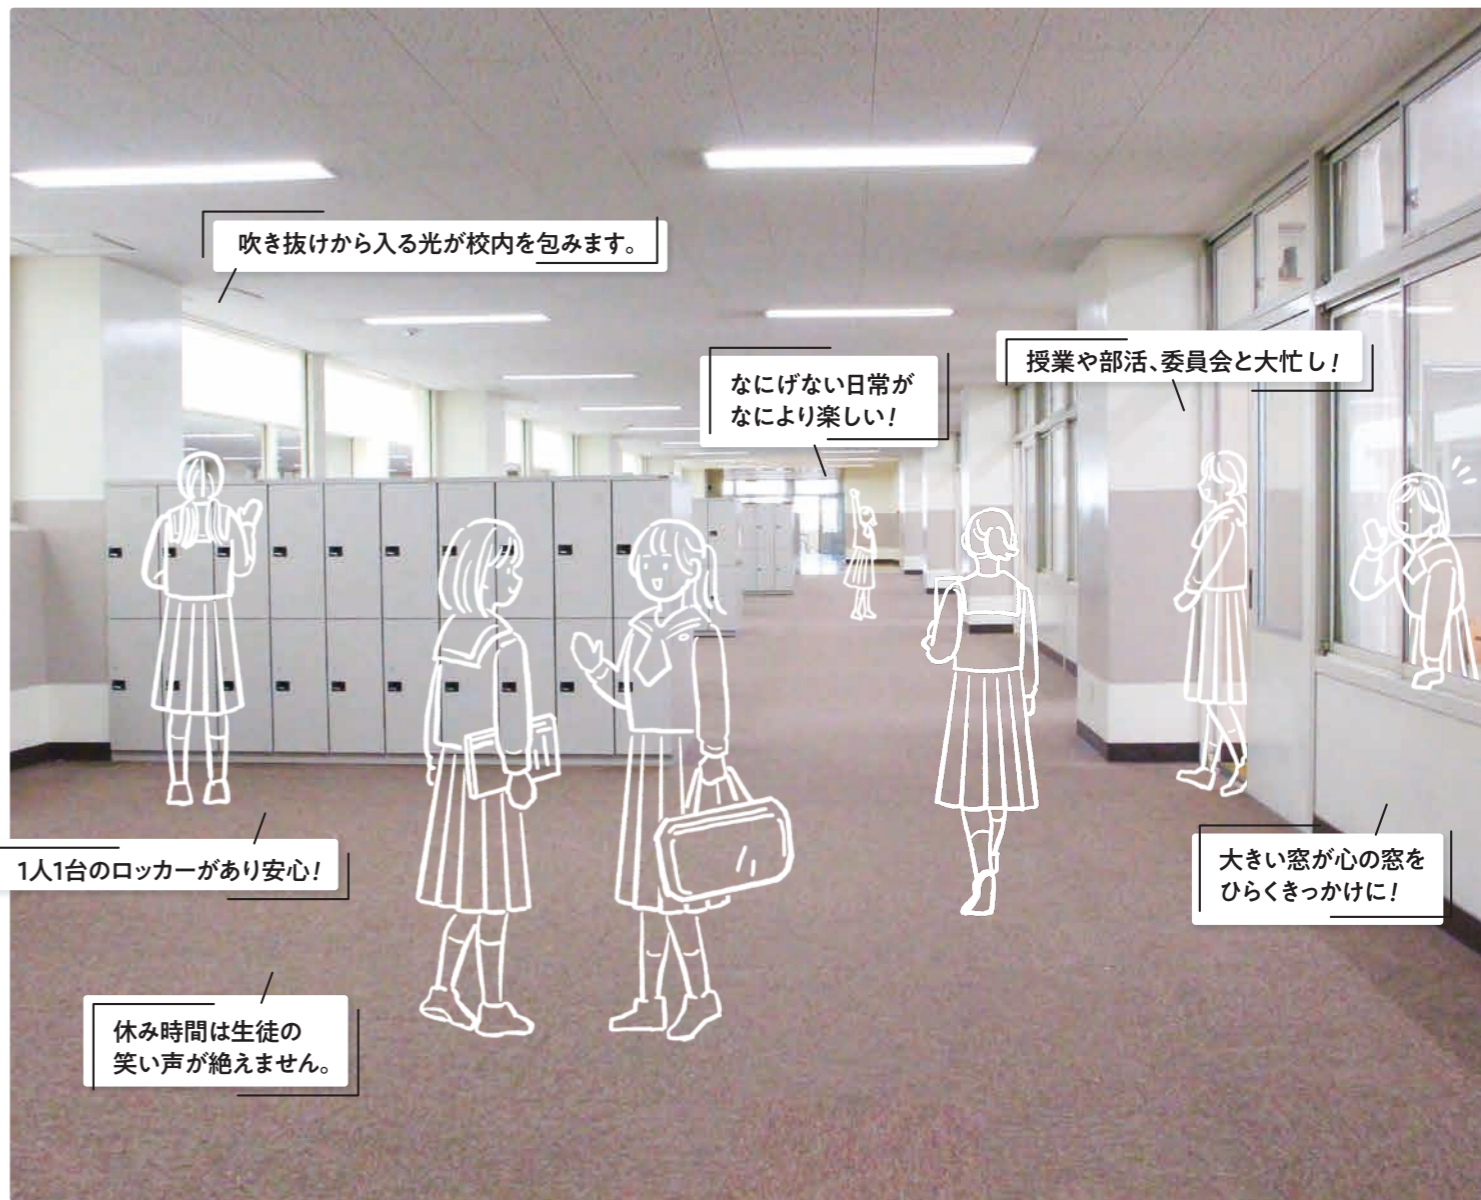 吹き抜けから入る光が校内を包みます。
なにげない日常が
なにより楽しい!
授業や部活、委員会と大忙し!
1人1台のロッカーがあり安心!
大きい窓が心の窓を
ひらくきっかけに!
休み時間は生徒の
笑い声が絶えません。